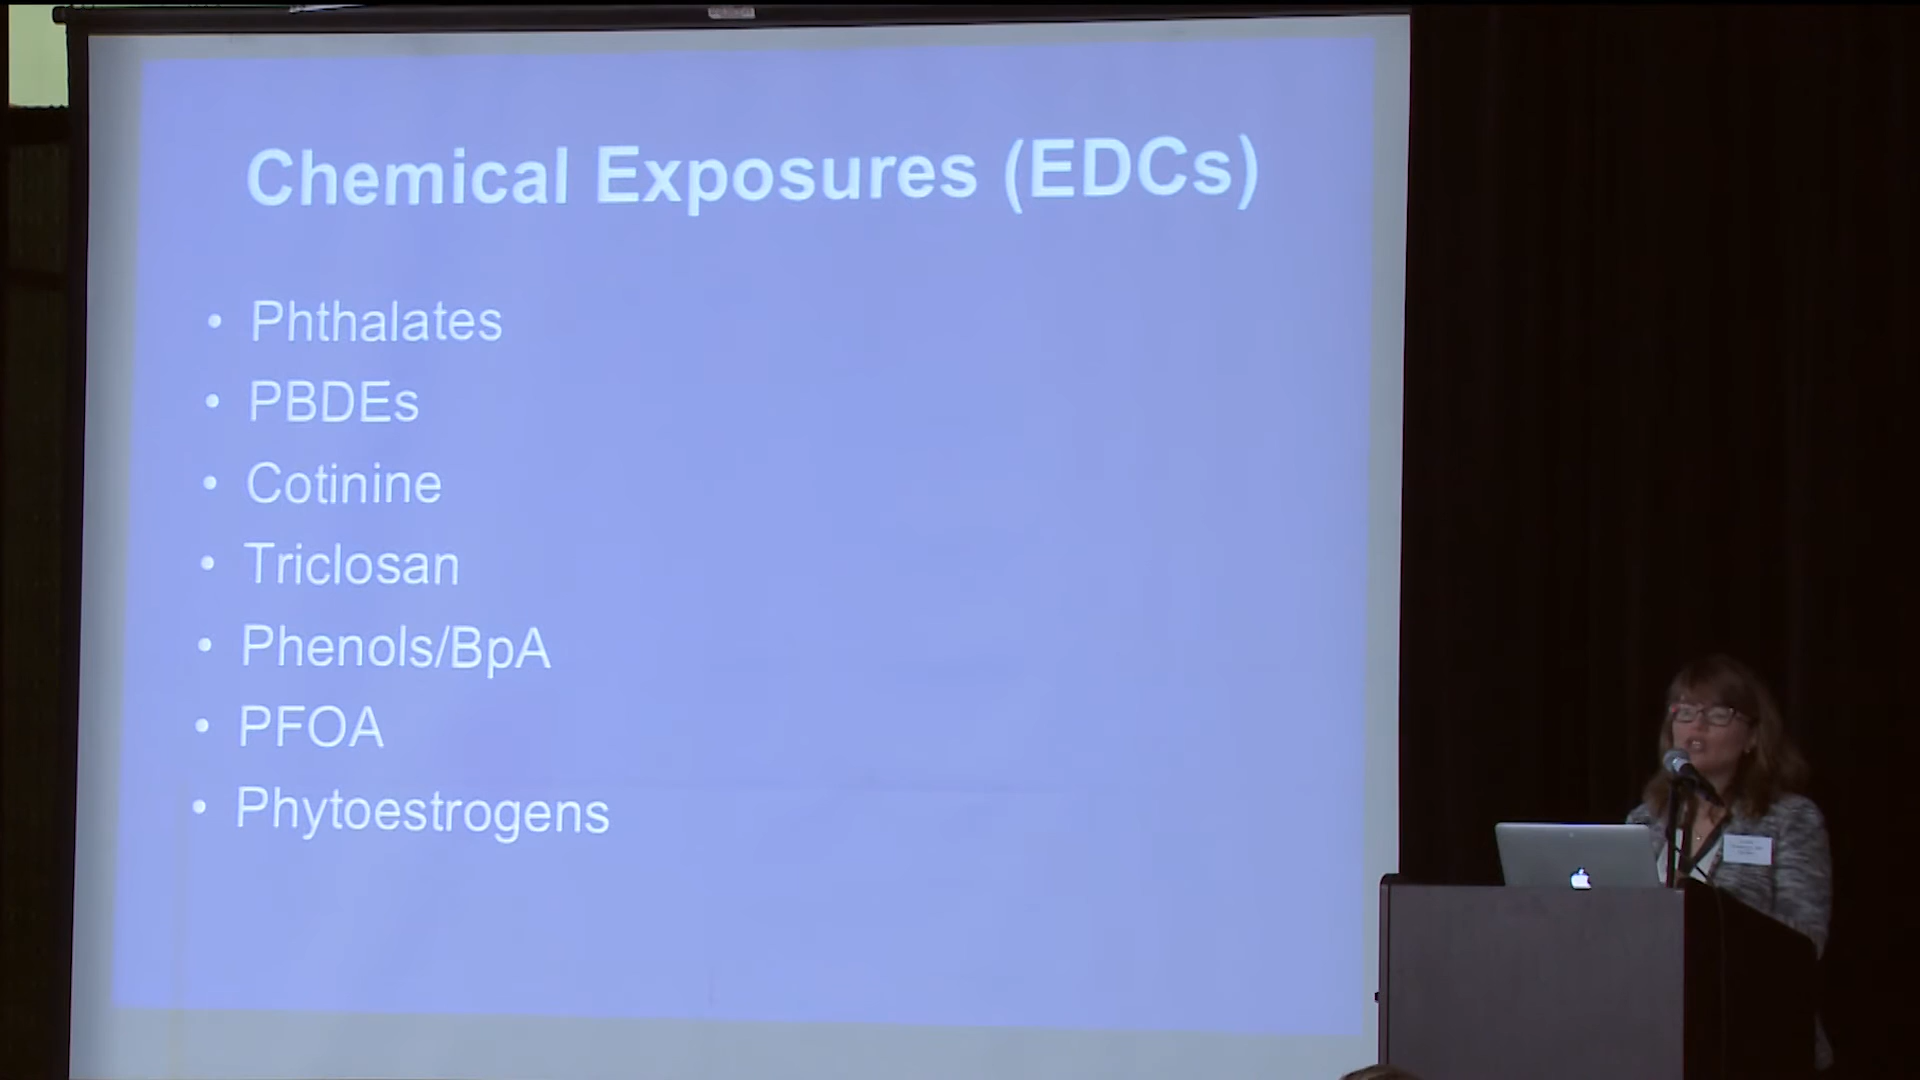 Chemical Exposures (EDCs)
• Phthalates
• PBDEs
• Cotinine
• Triclosan
• Phenols/BpA
• PFOA
• Phytoestrogens